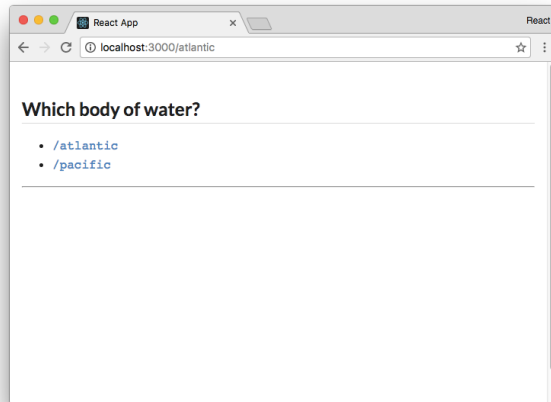 React App
React
localhost:3000/atlantic
Which body of water?
/atlantic
/pacific